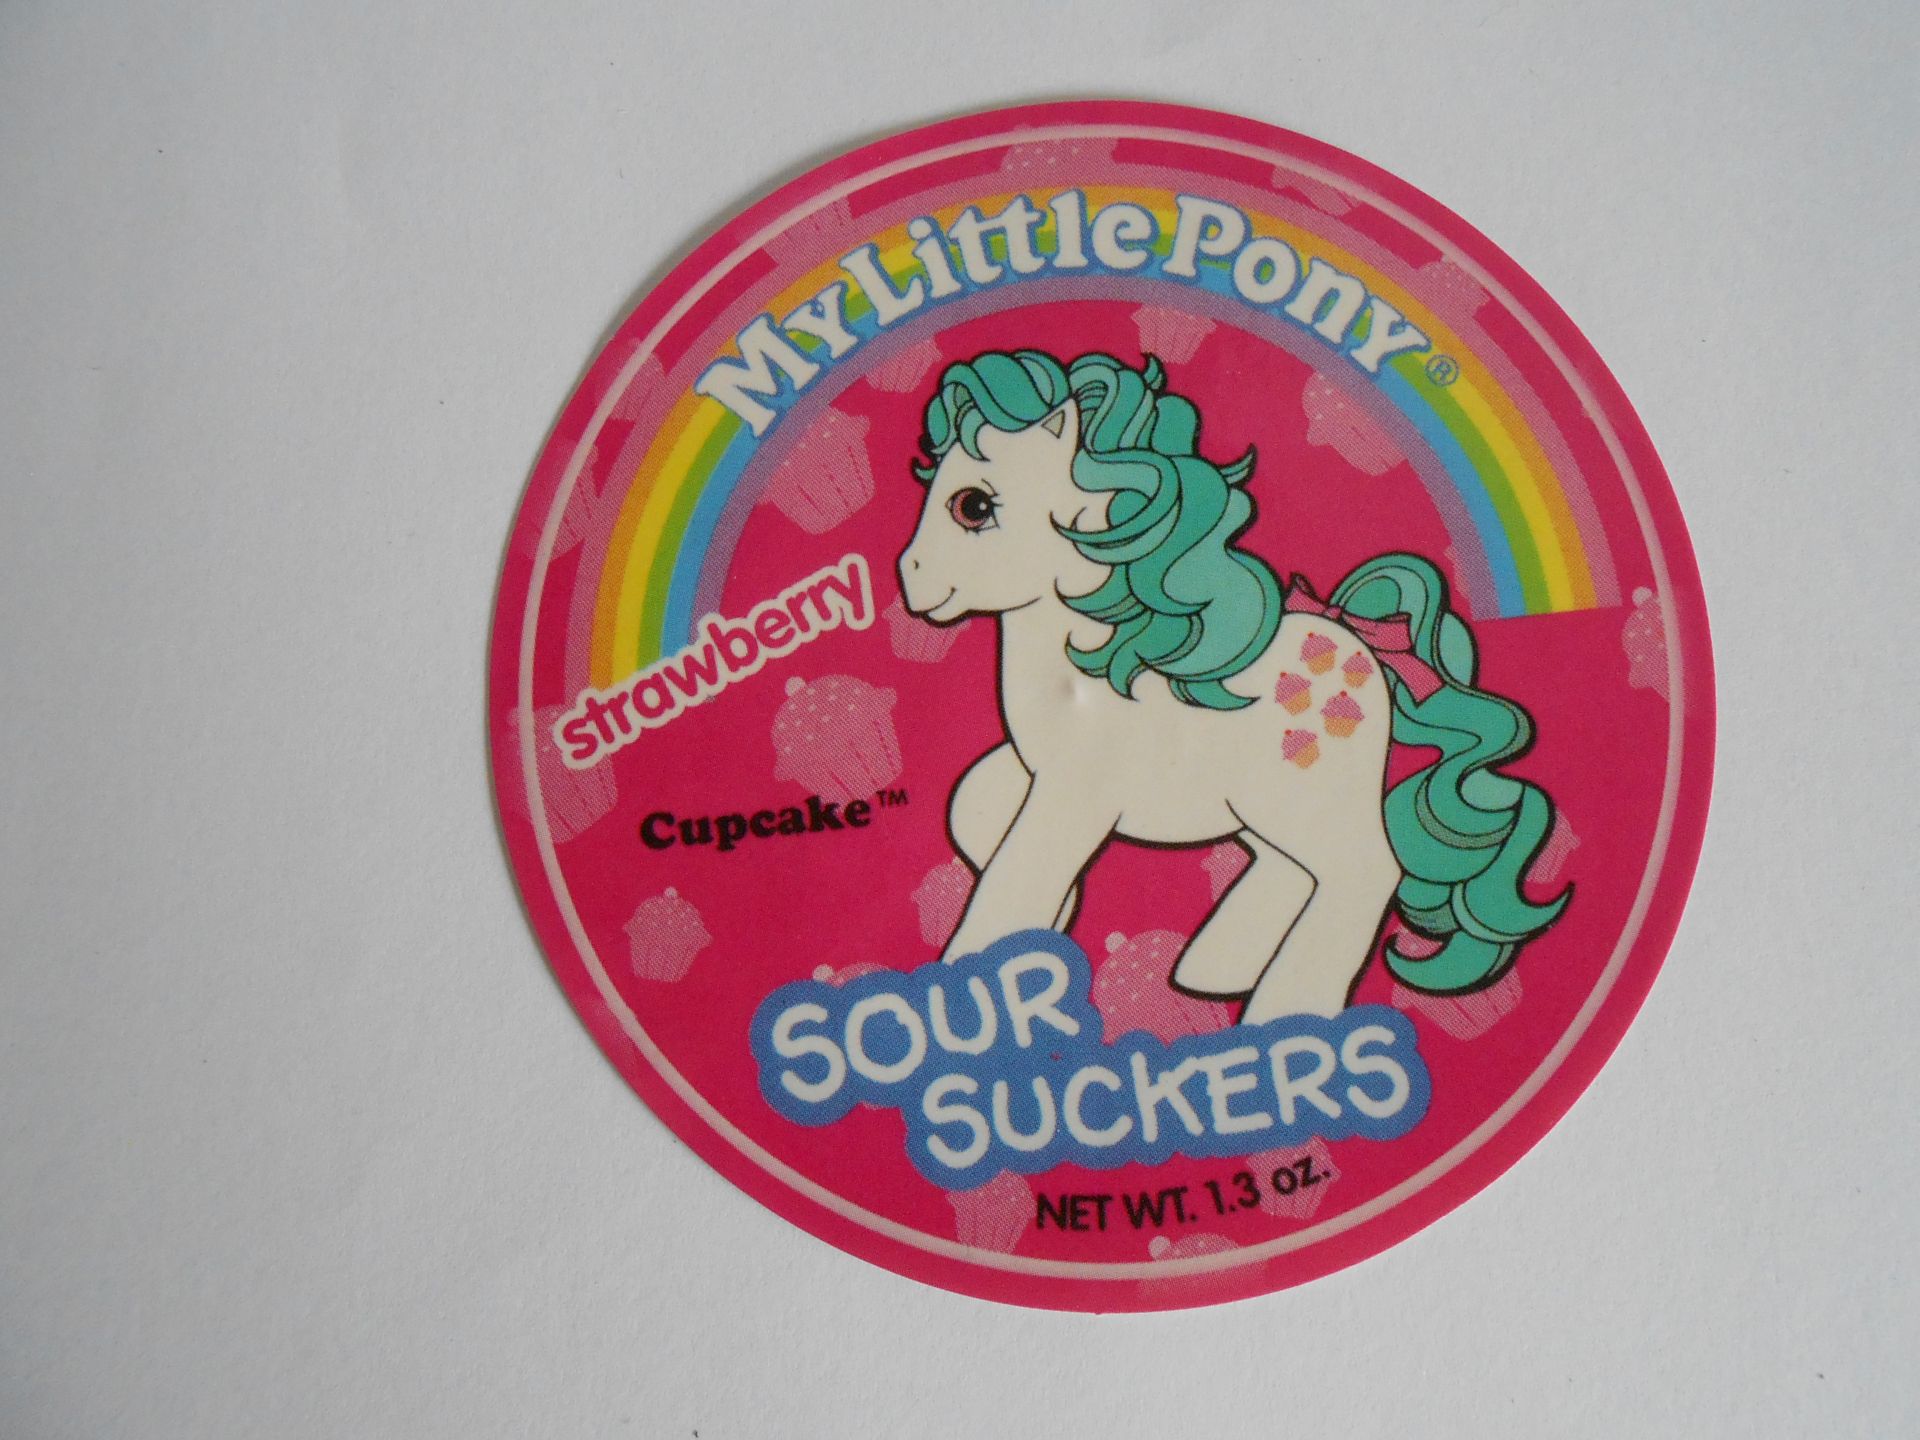 My Little Pony®
strawberry
Cupcake™
SOUR
SUCKERS
NET WT. 1.3 oz.